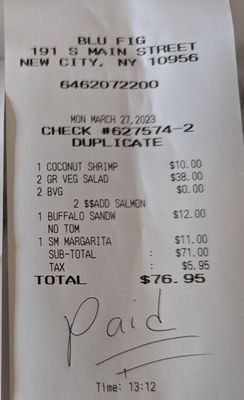 BLU FIG
191 S MAIN STREET
NEW CITY, NY 10956
6462072200
MON MARCH 27,2023
CHECK #627574-2
DUPLICATE
1 COCONUT SHRIMP $10.00
2 GR VEG SALAD $38.00
2 BVG $0.00
2 $$ADD SALMON
1 BUFFALO SANDW $12.00
NO TOM
1 SM MARGARITA $11.00
SUB-TOTAL : $71.00
TAX : $5.95
TOTAL $76.95
Paid
Time: 13:12